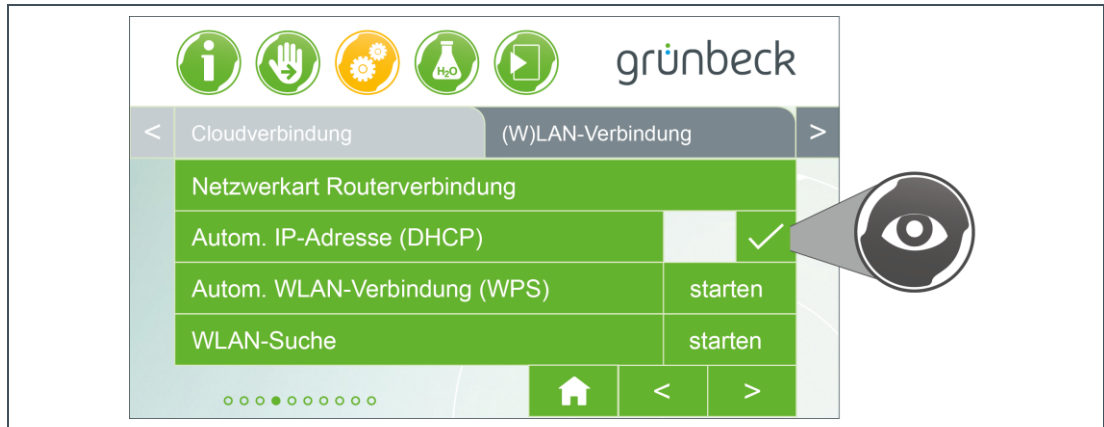 i
H₂O
grünbeck
< Cloudverbindung (W)LAN-Verbindung >
Netzwerkart Routerverbindung
Autom. IP-Adresse (DHCP)
Autom. WLAN-Verbindung (WPS) starten
WLAN-Suche starten
< >